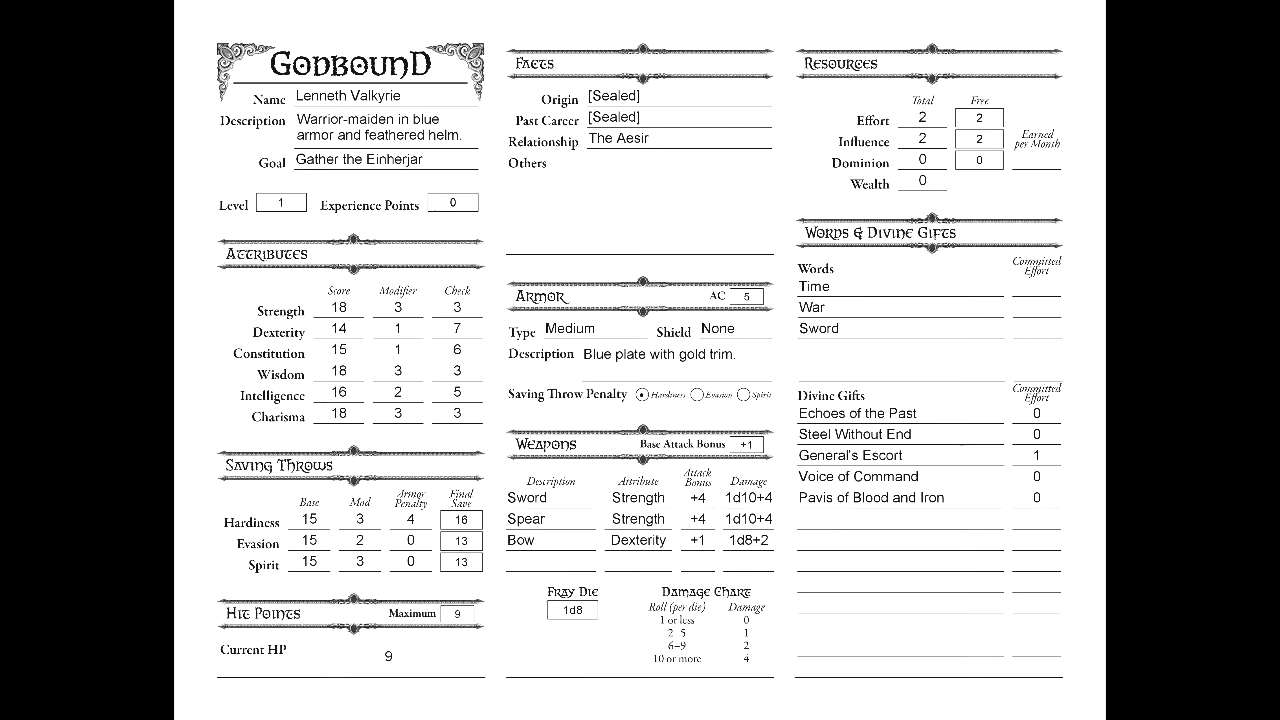 GODBOUND
Name Lenneth Valkyrie
Description Warrior-maiden in blue
armor and feathered helm.
Goal Gather the Einherjar
Level 1 Experience Points 0
ATTRIBUTES
Score Modifier Check
Strength 18 3 3
Dexterity 14 1 7
Constitution 15 1 6
Wisdom 18 3 3
Intelligence 16 2 5
Charisma 18 3 3
SAVING THROWS
Base Mod Armor Penalty Final Save
Hardiness 15 3 4 16
Evasion 15 2 0 13
Spirit 15 3 0 13
HIT POINTS Maximum 9
Current HP 9
FACTS
Origin [Sealed]
Past Career [Sealed]
Relationship The Aesir
Others
ARMOR AC 5
Type Medium Shield None
Description Blue plate with gold trim.
Saving Throw Penalty Hardiness Evasion Spirit
WEAPONS Base Attack Bonus +1
Description Attribute Attack Bonus Damage
Sword Strength +4 1d10+4
Spear Strength +4 1d10+4
Bow Dexterity +1 1d8+2
FRAY DIE
1d8
DAMAGE CHART
Roll (per die) Damage
1 or less 0
2-5 1
6–9 2
10 or more 4
RESOURCES
Total Free
Effort 2 2
Influence 2 2 Earned per Month
Dominion 0 0
Wealth 0
WORDS & DIVINE GIFTS
Words Committed Effort
Time
War
Sword
Divine Gifts Committed Effort
Echoes of the Past 0
Steel Without End 0
General's Escort 1
Voice of Command 0
Pavis of Blood and Iron 0